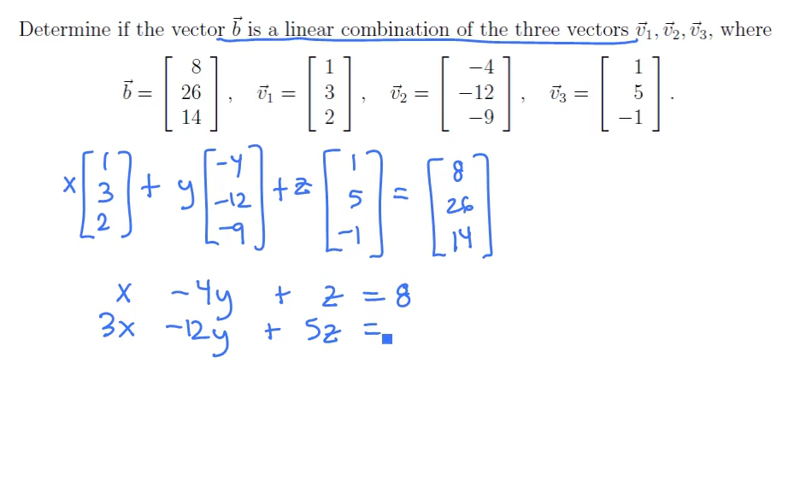 Determine if the vector b⃗ is a linear combination of the three vectors v⃗₁, v⃗₂, v⃗₃, where
b⃗ = [8 26 14], v⃗₁ = [1 3 2], v⃗₂ = [−4 −12 −9], v⃗₃ = [1 5 −1].
x[1 3 2] + y[−4 −12 −9] + z[1 5 −1] = [8 26 14]
x −4y + z = 8
3x −12y + 5z =